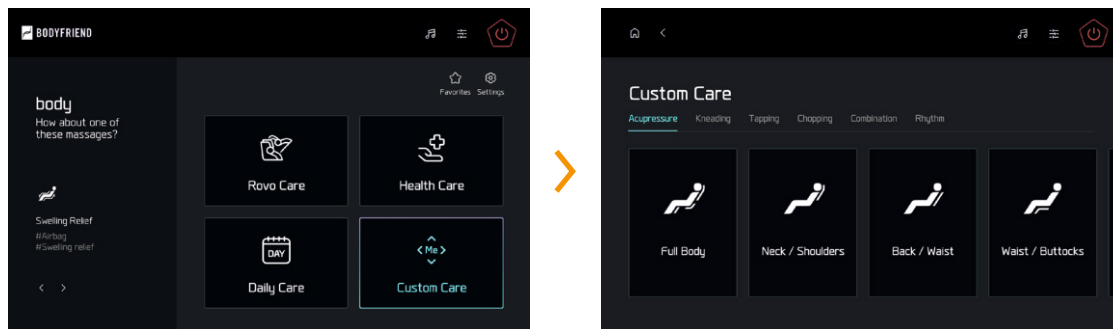 BODYFRIEND
Favorites Settings
body
How about one of
these massages?
Swelling Relief
#Airbag
#Swelling relief
Rovo Care
Health Care
DAY
Daily Care
< Me >
Custom Care
Custom Care
Acupressure Kneading Tapping Chopping Combination Rhythm
Full Body
Neck / Shoulders
Back / Waist
Waist / Buttocks